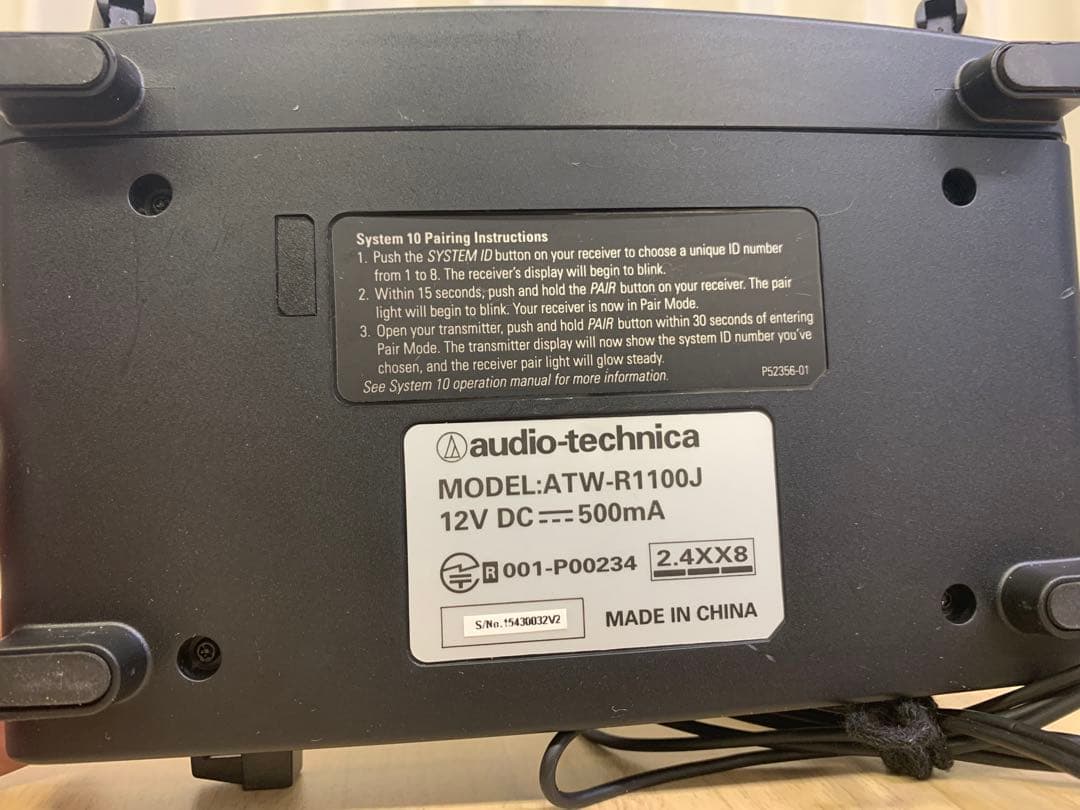 System 10 Pairing Instructions
1. Push the SYSTEM ID button on your receiver to choose a unique ID number
from 1 to 8. The receiver's display will begin to blink.
2. Within 15 seconds, push and hold the PAIR button on your receiver. The pair
light will begin to blink. Your receiver is now in Pair Mode.
3. Open your transmitter, push and hold PAIR button within 30 seconds of entering
Pair Mode. The transmitter display will now show the system ID number you've
chosen, and the receiver pair light will glow steady.
See System 10 operation manual for more information.
P52356-01
audio-technica
MODEL:ATW-R1100J
12V DC 500mA
R 001-P00234 2.4XX8
S/No.15430032V2
MADE IN CHINA